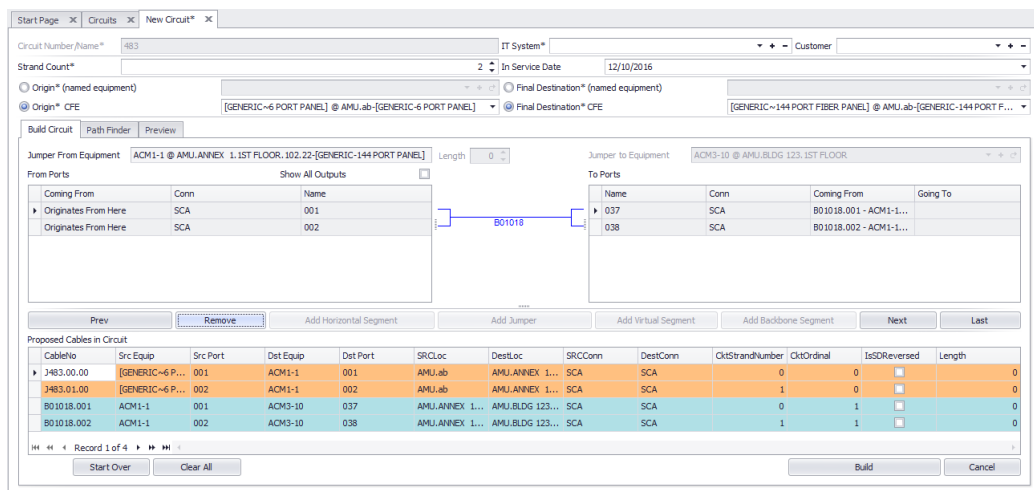 Start Page Circuits New Circuit*
Circuit Number/Name* 483 IT System* Customer
Strand Count* 2 In Service Date 12/10/2016
Origin* (named equipment) Final Destination* (named equipment)
Origin* CFE [GENERIC~6 PORT PANEL] @ AMU.ab-[GENERIC-6 PORT PANEL] Final Destination* CFE [GENERIC~144 PORT FIBER PANEL] @ AMU.ab-[GENERIC-144 PORT F...
Build Circuit Path Finder Preview
Jumper From Equipment ACM1-1 @ AMU.ANNEX 1.1ST FLOOR.102.22-[GENERIC-144 PORT PANEL] Length 0 Jumper to Equipment ACM3-10 @ AMU.BLDG 123.1ST FLOOR
From Ports Show All Outputs To Ports
Coming From Conn Name Name Conn Coming From Going To
Originates From Here SCA 001 037 SCA B01018.001 - ACM1-1...
Originates From Here SCA 002 038 SCA B01018.002 - ACM1-1...
B01018
Prev Remove Add Horizontal Segment Add Jumper Add Virtual Segment Add Backbone Segment Next Last
Proposed Cables in Circuit
CableNo Src Equip Src Port Dst Equip Dst Port SRCLoc DestLoc SRCConn DestConn CktStrandNumber CktOrdinal IsSDReversed Length
J483.00.00 [GENERIC~6 P... 001 ACM1-1 001 AMU.ab AMU.ANNEX 1... SCA SCA 0 0 0
J483.01.00 [GENERIC~6 P... 002 ACM1-1 002 AMU.ab AMU.ANNEX 1... SCA SCA 1 0 0
B01018.001 ACM1-1 001 ACM3-10 037 AMU.ANNEX 1... AMU.BLDG 123... SCA SCA 0 1 0
B01018.002 ACM1-1 002 ACM3-10 038 AMU.ANNEX 1... AMU.BLDG 123... SCA SCA 1 1 0
Record 1 of 4
Start Over Clear All Build Cancel